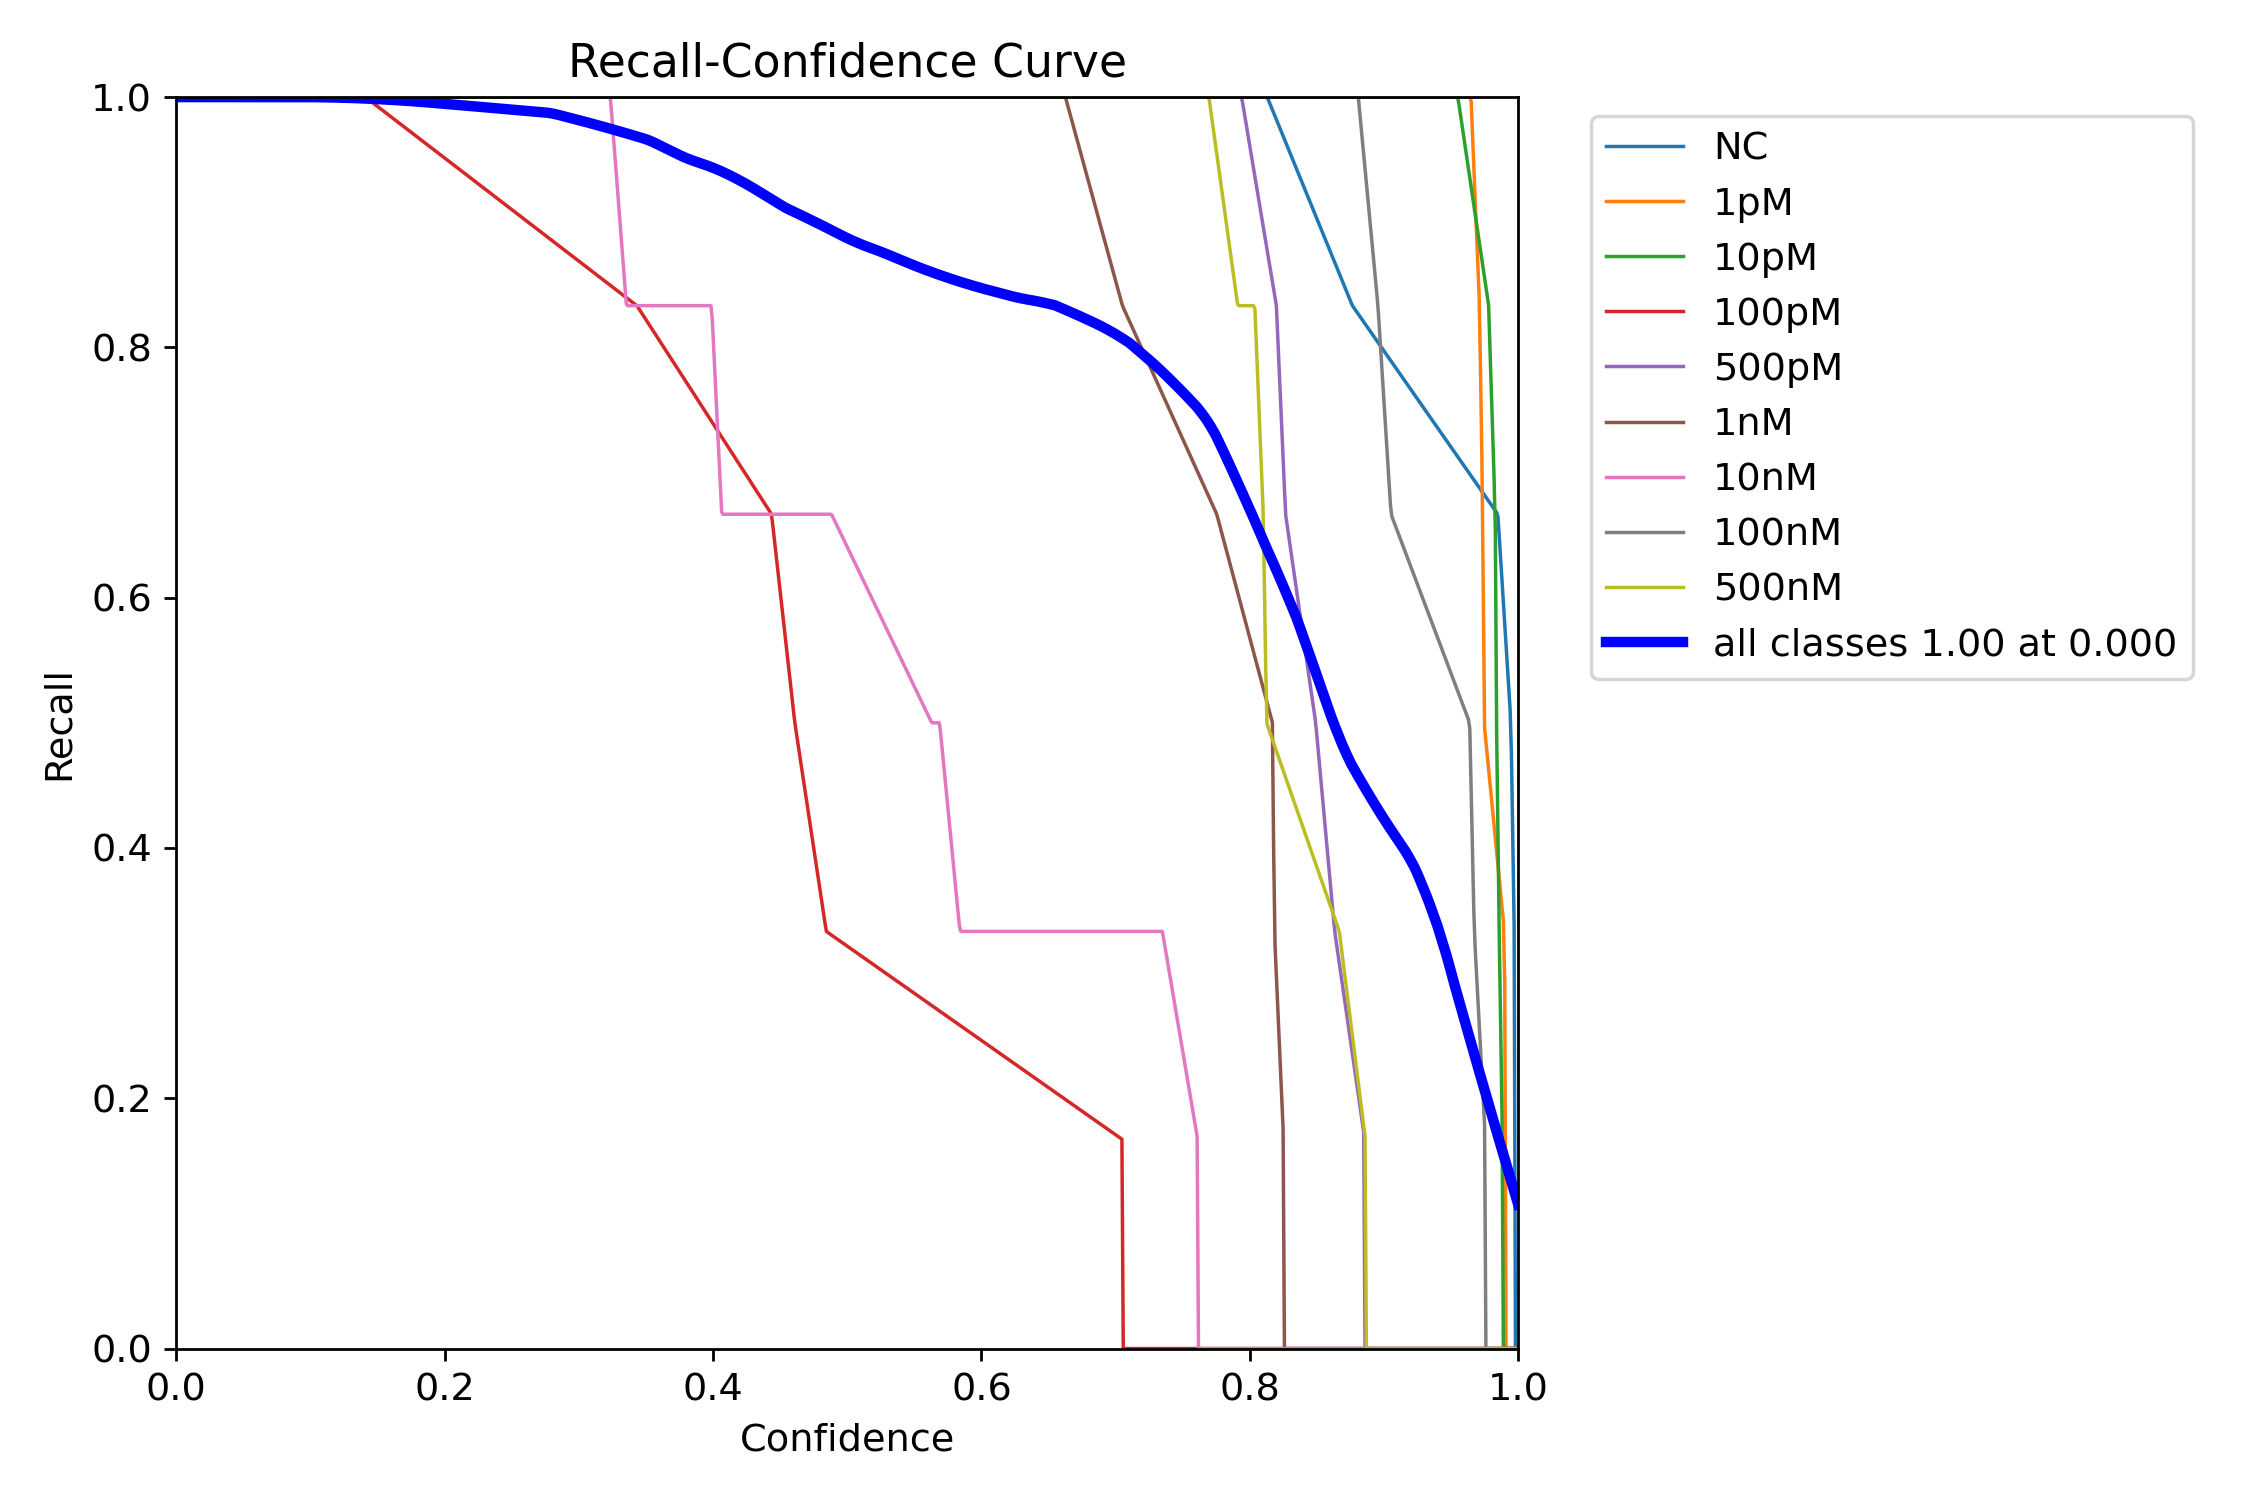 Recall-Confidence Curve
Recall
1.0
0.8
0.6
0.4
0.2
0.0
0.0 0.2 0.4 0.6 0.8 1.0
Confidence
NC
1pM
10pM
100pM
500pM
1nM
10nM
100nM
500nM
all classes 1.00 at 0.000